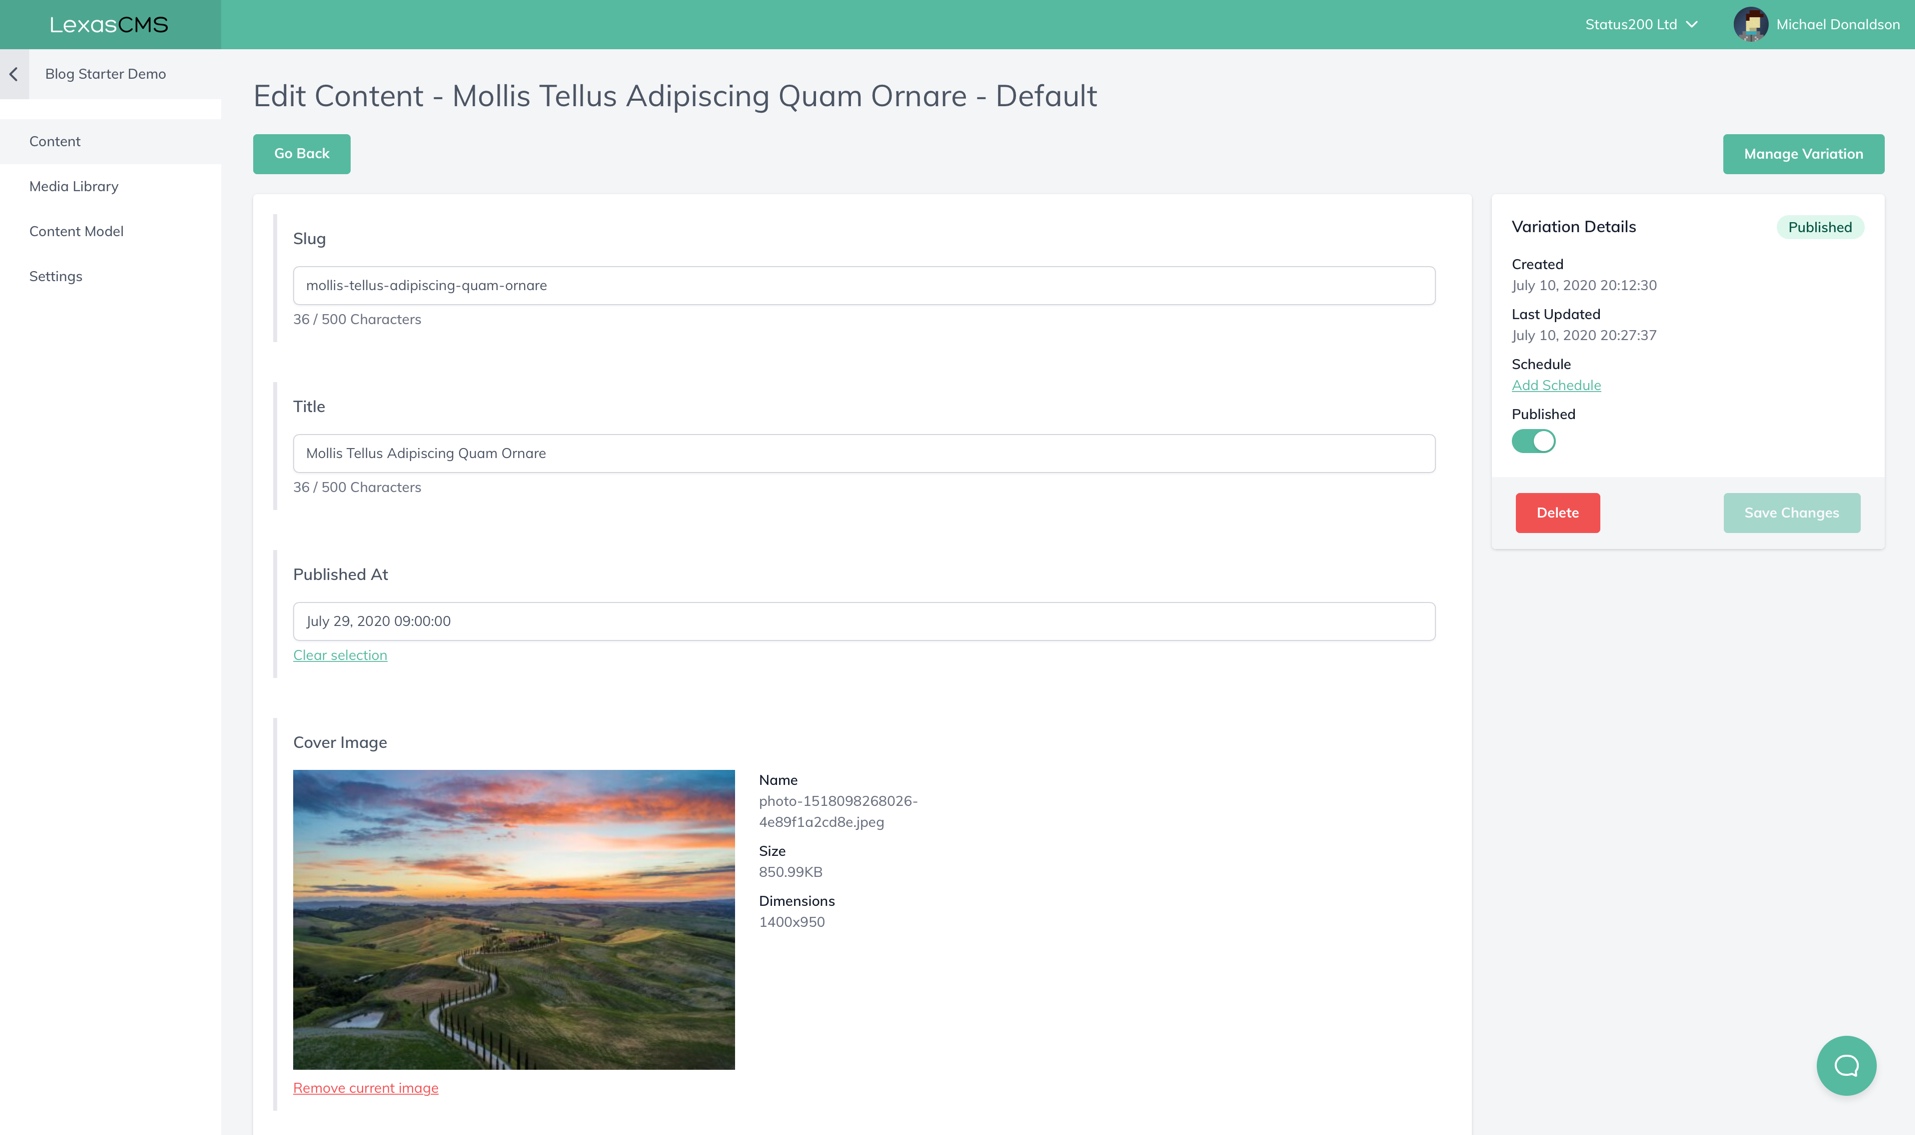 LexasCMS
Status200 Ltd
Michael Donaldson
Blog Starter Demo
Content
Media Library
Content Model
Settings
Edit Content - Mollis Tellus Adipiscing Quam Ornare - Default
Go Back
Manage Variation
Slug
mollis-tellus-adipiscing-quam-ornare
36 / 500 Characters
Title
Mollis Tellus Adipiscing Quam Ornare
36 / 500 Characters
Published At
July 29, 2020 09:00:00
Clear selection
Cover Image
Name
photo-1518098268026-
4e89f1a2cd8e.jpeg
Size
850.99KB
Dimensions
1400x950
Remove current image
Variation Details
Published
Created
July 10, 2020 20:12:30
Last Updated
July 10, 2020 20:27:37
Schedule
Add Schedule
Published
Delete
Save Changes